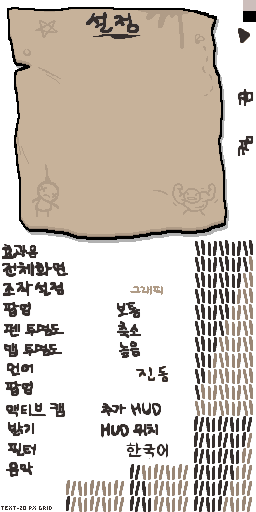 설정
효과음
전체화면
조작 설정 그래픽
팝업 보통
투명도 축소
맵 투명도 높음
언어 진동
팝업
액티브 캠 추가 HUD
밝기 HUD 위치
필터 한국어
음악
TEXT-20 PX GRID